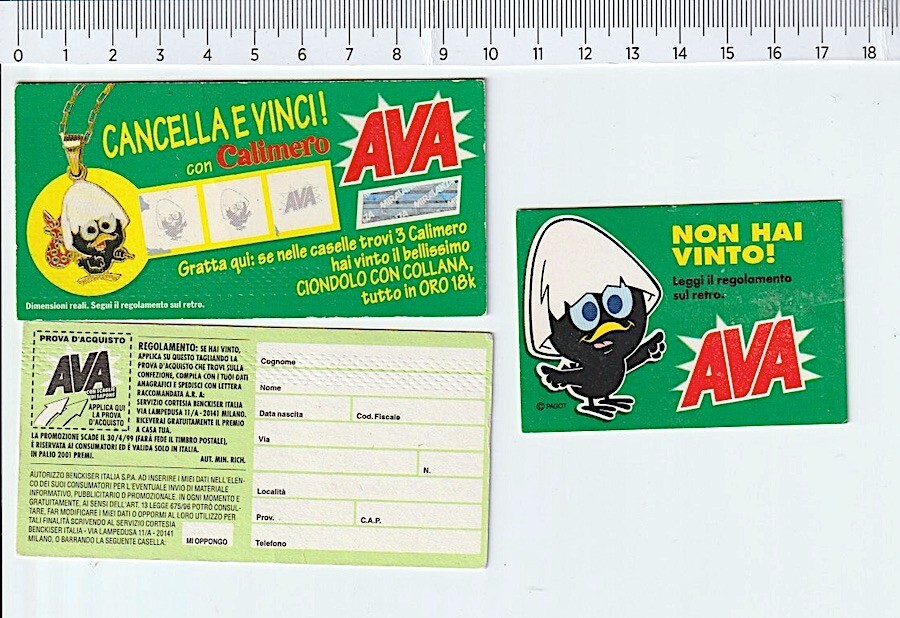 0 1 2 3 4 5 6 7 8 9 10 11 12 13 14 15 16 17 18
CANCELLA E VINCI!
con Calimero
AVA
AVA
Gratta qui: se nelle caselle trovi 3 Calimero
hai vinto il bellissimo
CIONDOLO CON COLLANA,
tutto in ORO 18k
Dimensioni reali. Segui il regolamento sul retro.
NON HAI
VINTO!
Leggi il regolamento
sul retro.
AVA
© PAGOT
PROVA D'ACQUISTO
AVA
CON SCAGLIE
DI SAPONE
APPLICA QUI
LA PROVA
D'ACQUISTO
REGOLAMENTO: SE HAI VINTO,
APPLICA SU QUESTO TAGLIANDO LA
PROVA D'ACQUISTO CHE TROVI SULLA
CONFEZIONE, COMPILA CON I TUOI DATI
ANAGRAFICI E SPEDISCI CON LETTERA
RACCOMANDATA A.R. A:
SERVIZIO CORTESIA BENCKISER ITALIA
VIA LAMPEDUSA 11/A - 20141 MILANO.
RICEVERAI GRATUITAMENTE IL PREMIO
A CASA TUA.
LA PROMOZIONE SCADE IL 30/4/99 (FARÀ FEDE IL TIMBRO POSTALE),
È RISERVATA AI CONSUMATORI ED È VALIDA SOLO IN ITALIA.
IN PALIO 2001 PREMI.
AUT. MIN. RICH.
AUTORIZZO BENCKISER ITALIA S.P.A. AD INSERIRE I MIEI DATI NELL'ELEN-
CO DEI SUOI CONSUMATORI PER L'EVENTUALE INVIO DI MATERIALE
INFORMATIVO, PUBBLICITARIO O PROMOZIONALE. IN OGNI MOMENTO E
GRATUITAMENTE, AI SENSI DELL'ART. 13 LEGGE 675/96 POTRÒ CONSUL-
TARE, FAR MODIFICARE I MIEI DATI O OPPORMI AL LORO UTILIZZO PER
TALI FINALITÀ SCRIVENDO AL SERVIZIO CORTESIA
BENCKISER ITALIA - VIA LAMPEDUSA 11/A - 20141
MILANO, O BARRANDO LA SEGUENTE CASELLA:
MI OPPONGO
Cognome
Nome
Data nascita
Cod. Fiscale
Via
N.
Località
Prov.
C.A.P.
Telefono